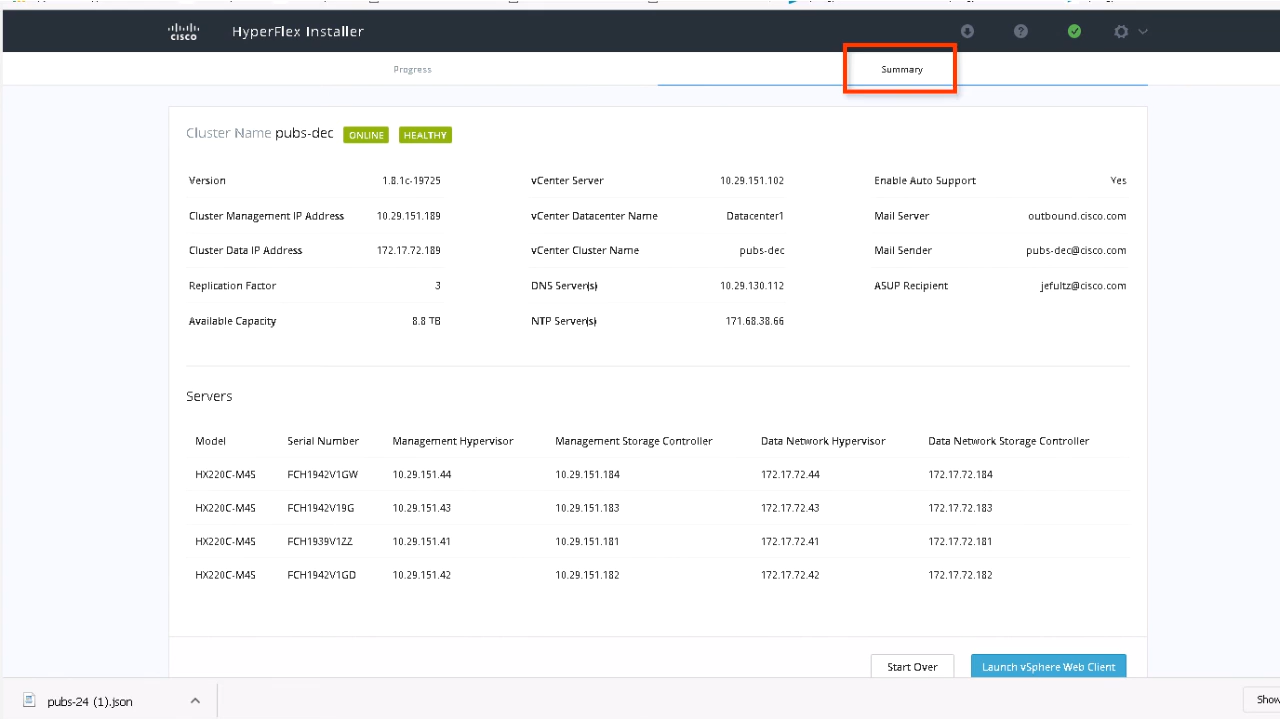 CISCO HyperFlex Installer
Progress Summary
Cluster Name pubs-dec ONLINE HEALTHY
Version 1.8.1c-19725 vCenter Server 10.29.151.102 Enable Auto Support Yes
Cluster Management IP Address 10.29.151.189 vCenter Datacenter Name Datacenter1 Mail Server outbound.cisco.com
Cluster Data IP Address 172.17.72.189 vCenter Cluster Name pubs-dec Mail Sender pubs-dec@cisco.com
Replication Factor 3 DNS Server(s) 10.29.130.112 ASUP Recipient jefultz@cisco.com
Available Capacity 8.8 TB NTP Server(s) 171.68.38.66
Servers
Model Serial Number Management Hypervisor Management Storage Controller Data Network Hypervisor Data Network Storage Controller
HX220C-M4S FCH1942V1GW 10.29.151.44 10.29.151.184 172.17.72.44 172.17.72.184
HX220C-M4S FCH1942V19G 10.29.151.43 10.29.151.183 172.17.72.43 172.17.72.183
HX220C-M4S FCH1939V1ZZ 10.29.151.41 10.29.151.181 172.17.72.41 172.17.72.181
HX220C-M4S FCH1942V1GD 10.29.151.42 10.29.151.182 172.17.72.42 172.17.72.182
Start Over Launch vSphere Web Client
pubs-24 (1).json Show